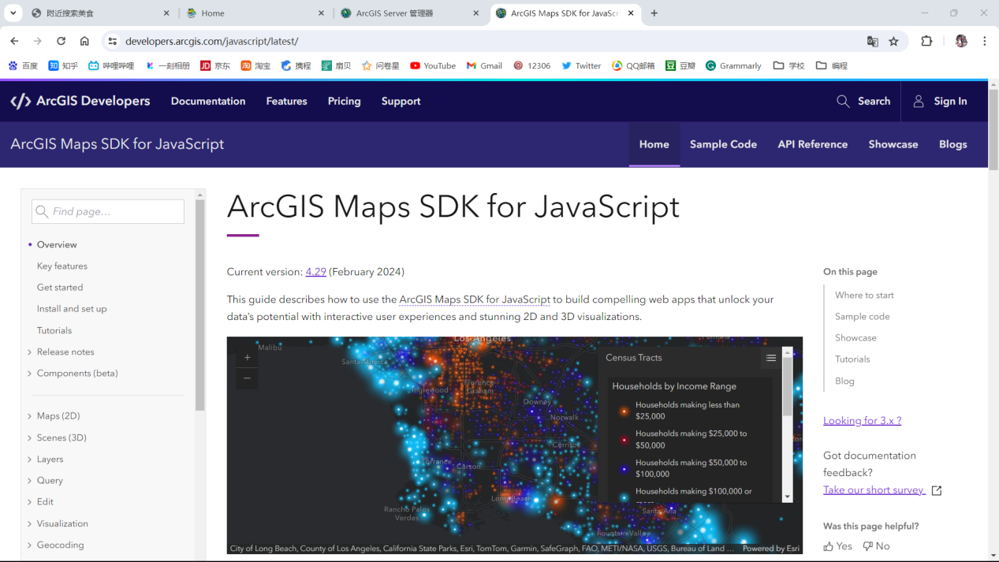 附近搜索美食
Home
ArcGIS Server 管理器
ArcGIS Maps SDK for JavaScr
developers.arcgis.com/javascript/latest/
百度
知乎
哔哩哔哩
一刻相册
京东
淘宝
携程
扇贝
问卷星
YouTube
Gmail
12306
Twitter
QQ邮箱
豆瓣
Grammarly
学校
编程
ArcGIS Developers
Documentation
Features
Pricing
Support
Search
Sign In
ArcGIS Maps SDK for JavaScript
Home
Sample Code
API Reference
Showcase
Blogs
Find page...
Overview
Key features
Get started
Install and set up
Tutorials
Release notes
Components (beta)
Maps (2D)
Scenes (3D)
Layers
Query
Edit
Visualization
Geocoding
ArcGIS Maps SDK for JavaScript
Current version: 4.29 (February 2024)
This guide describes how to use the ArcGIS Maps SDK for JavaScript to build compelling web apps that unlock your
data's potential with interactive user experiences and stunning 2D and 3D visualizations.
Los Angeles
Malibu
Santa Monica
Inglewood
Florence-
Graham
Downey
Norwalk
Cerritos
Torrance
Carson
Long Beach
Rancho Palos
Verdes
Santa Ana
Fountain Valley
Census Tracts
Households by Income Range
Households making less than
$25,000
Households making $25,000 to
$50,000
Households making $50,000 to
$100,000
Households making $100,000 or
City of Long Beach, County of Los Angeles, California State Parks, Esri, TomTom, Garmin, SafeGraph, FAO, METI/NASA, USGS, Bureau of Land ...
Powered by Esri
On this page
Where to start
Sample code
Showcase
Tutorials
Blog
Looking for 3.x ?
Got documentation
feedback?
Take our short survey
Was this page helpful?
Yes
No